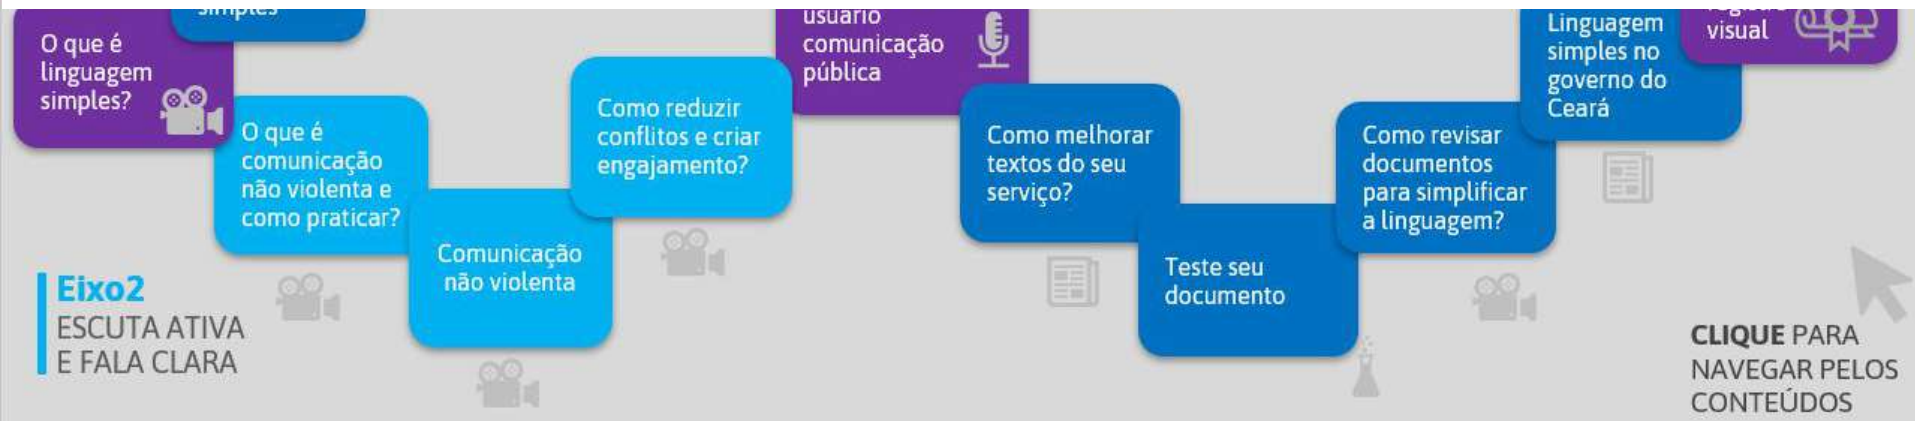 simples
O que é
linguagem
simples?
O que é
comunicação
não violenta e
como praticar?
Comunicação
não violenta
Como reduzir
conflitos e criar
engajamento?
usuário
comunicação
pública
Como melhorar
textos do seu
serviço?
Teste seu
documento
Como revisar
documentos
para simplificar
a linguagem?
Linguagem
simples no
governo do
Ceará
visual
Eixo2
ESCUTA ATIVA
E FALA CLARA
CLIQUE PARA
NAVEGAR PELOS
CONTEÚDOS